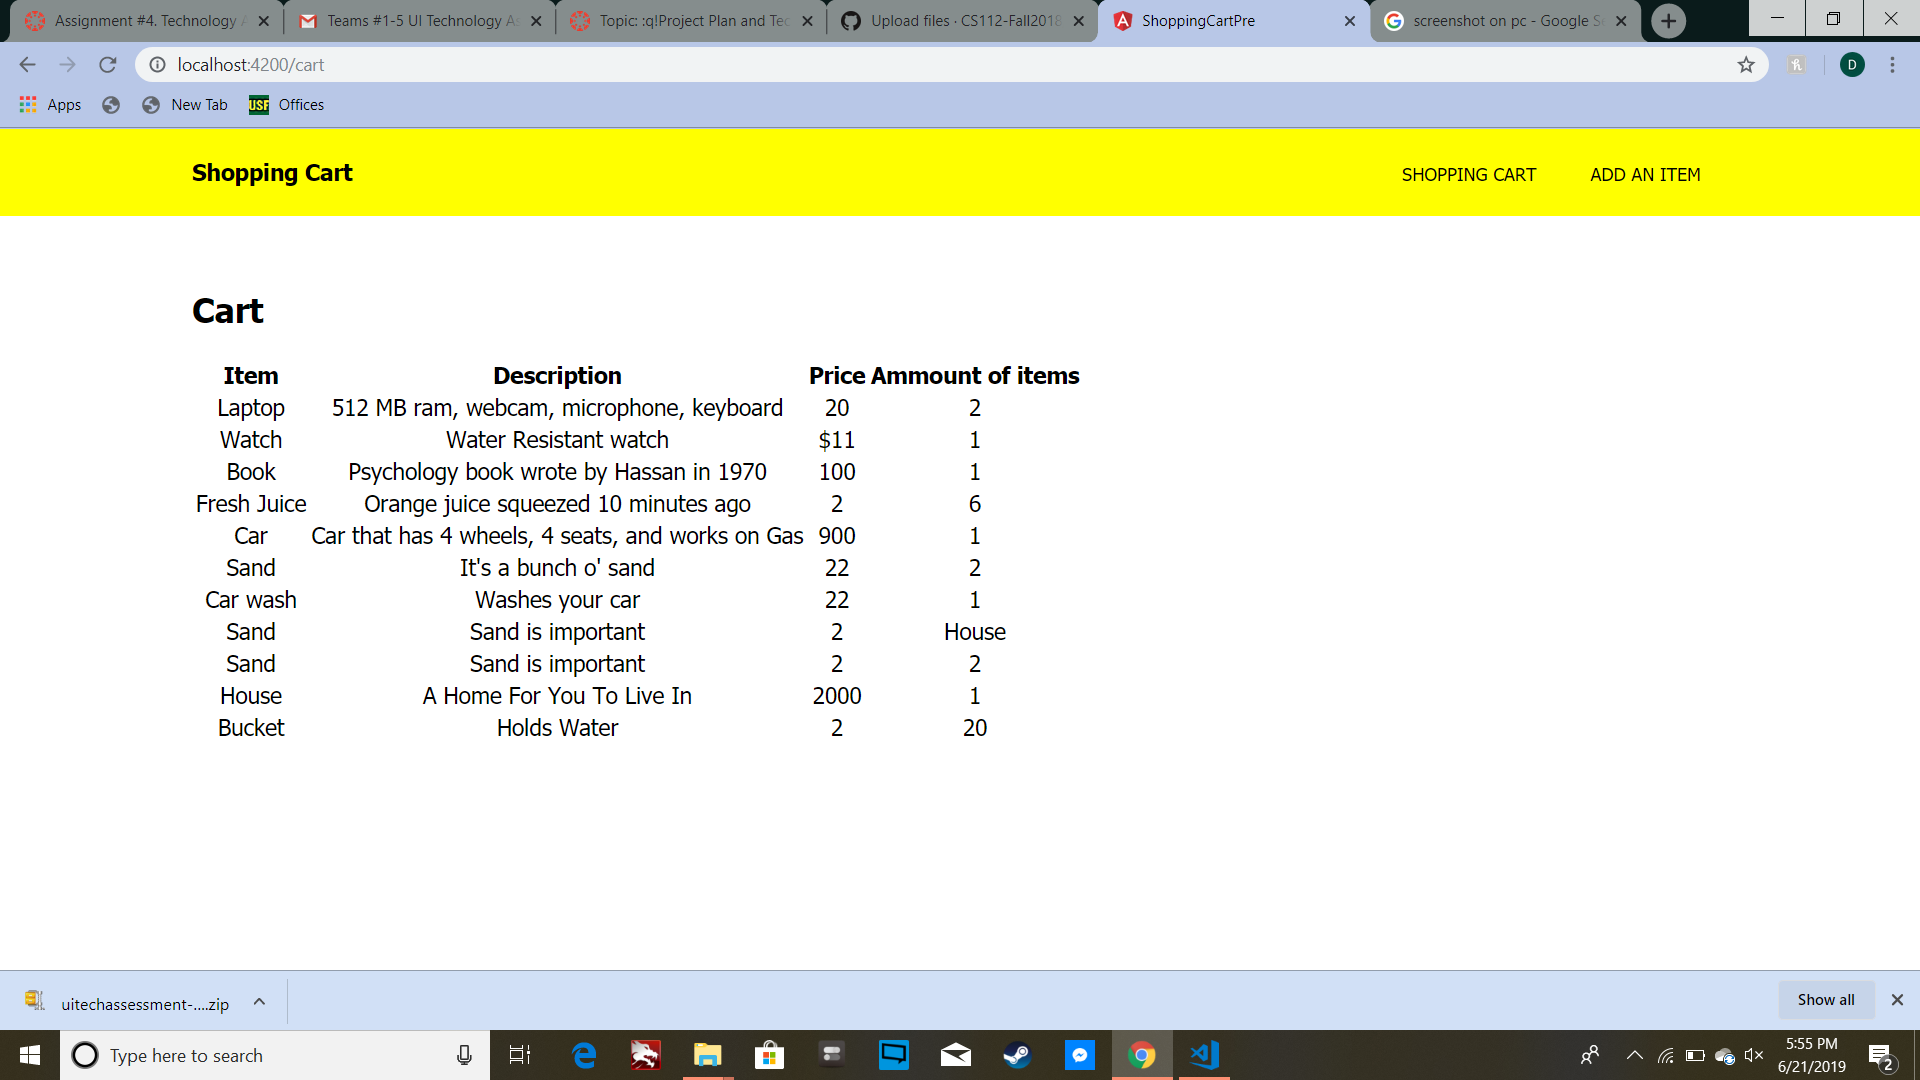 Assignment #4. Technology A
Teams #1-5 UI Technology As
Topic: :q!Project Plan and Tec
Upload files · CS112-Fall2018
ShoppingCartPre
screenshot on pc - Google Se
localhost:4200/cart
D
Apps New Tab USF Offices
Shopping Cart SHOPPING CART ADD AN ITEM
Cart
Item Description Price Ammount of items
Laptop 512 MB ram, webcam, microphone, keyboard 20 2
Watch Water Resistant watch $11 1
Book Psychology book wrote by Hassan in 1970 100 1
Fresh Juice Orange juice squeezed 10 minutes ago 2 6
Car Car that has 4 wheels, 4 seats, and works on Gas 900 1
Sand It's a bunch o' sand 22 2
Car wash Washes your car 22 1
Sand Sand is important 2 House
Sand Sand is important 2 2
House A Home For You To Live In 2000 1
Bucket Holds Water 2 20
uitechassessment-....zip Show all
Type here to search
5:55 PM
6/21/2019
2